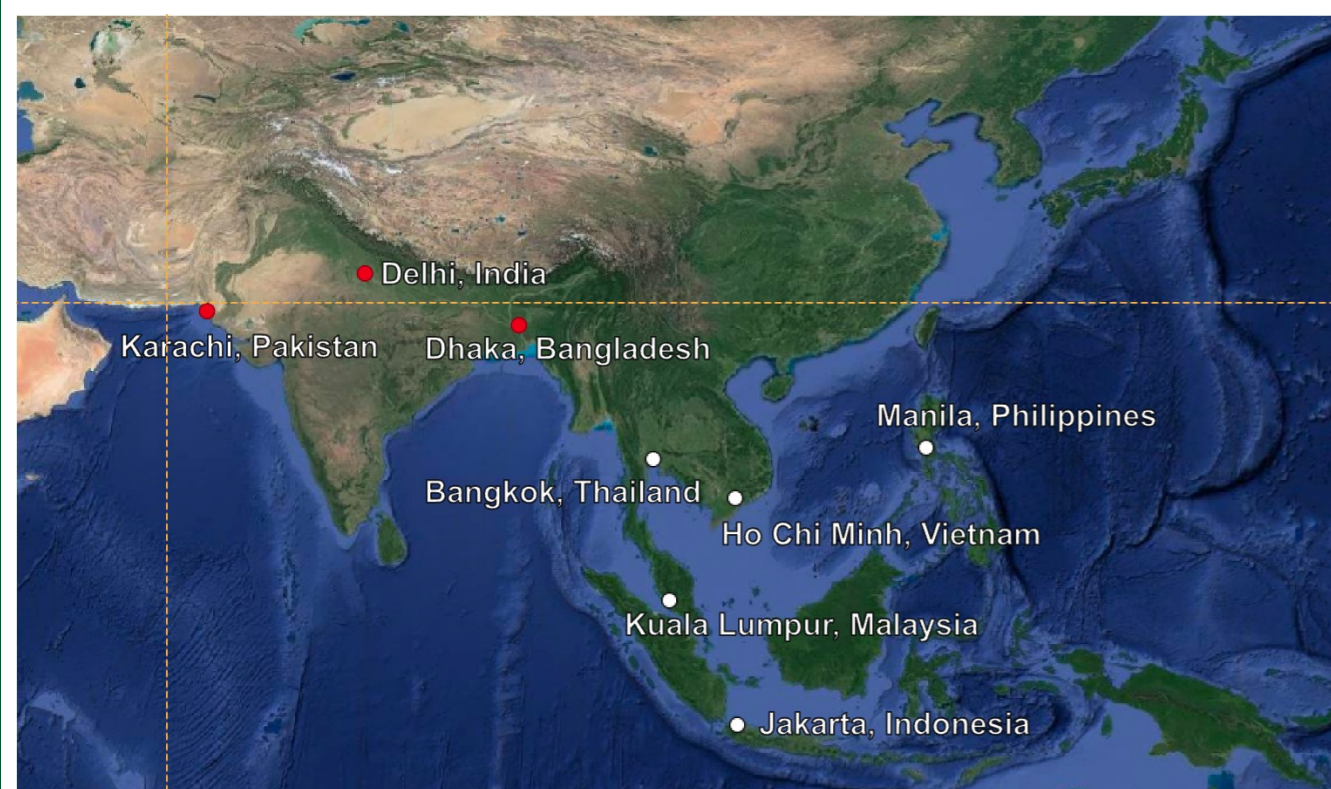 Delhi, India
Karachi, Pakistan
Dhaka, Bangladesh
Manila, Philippines
Bangkok, Thailand
Ho Chi Minh, Vietnam
Kuala Lumpur, Malaysia
Jakarta, Indonesia